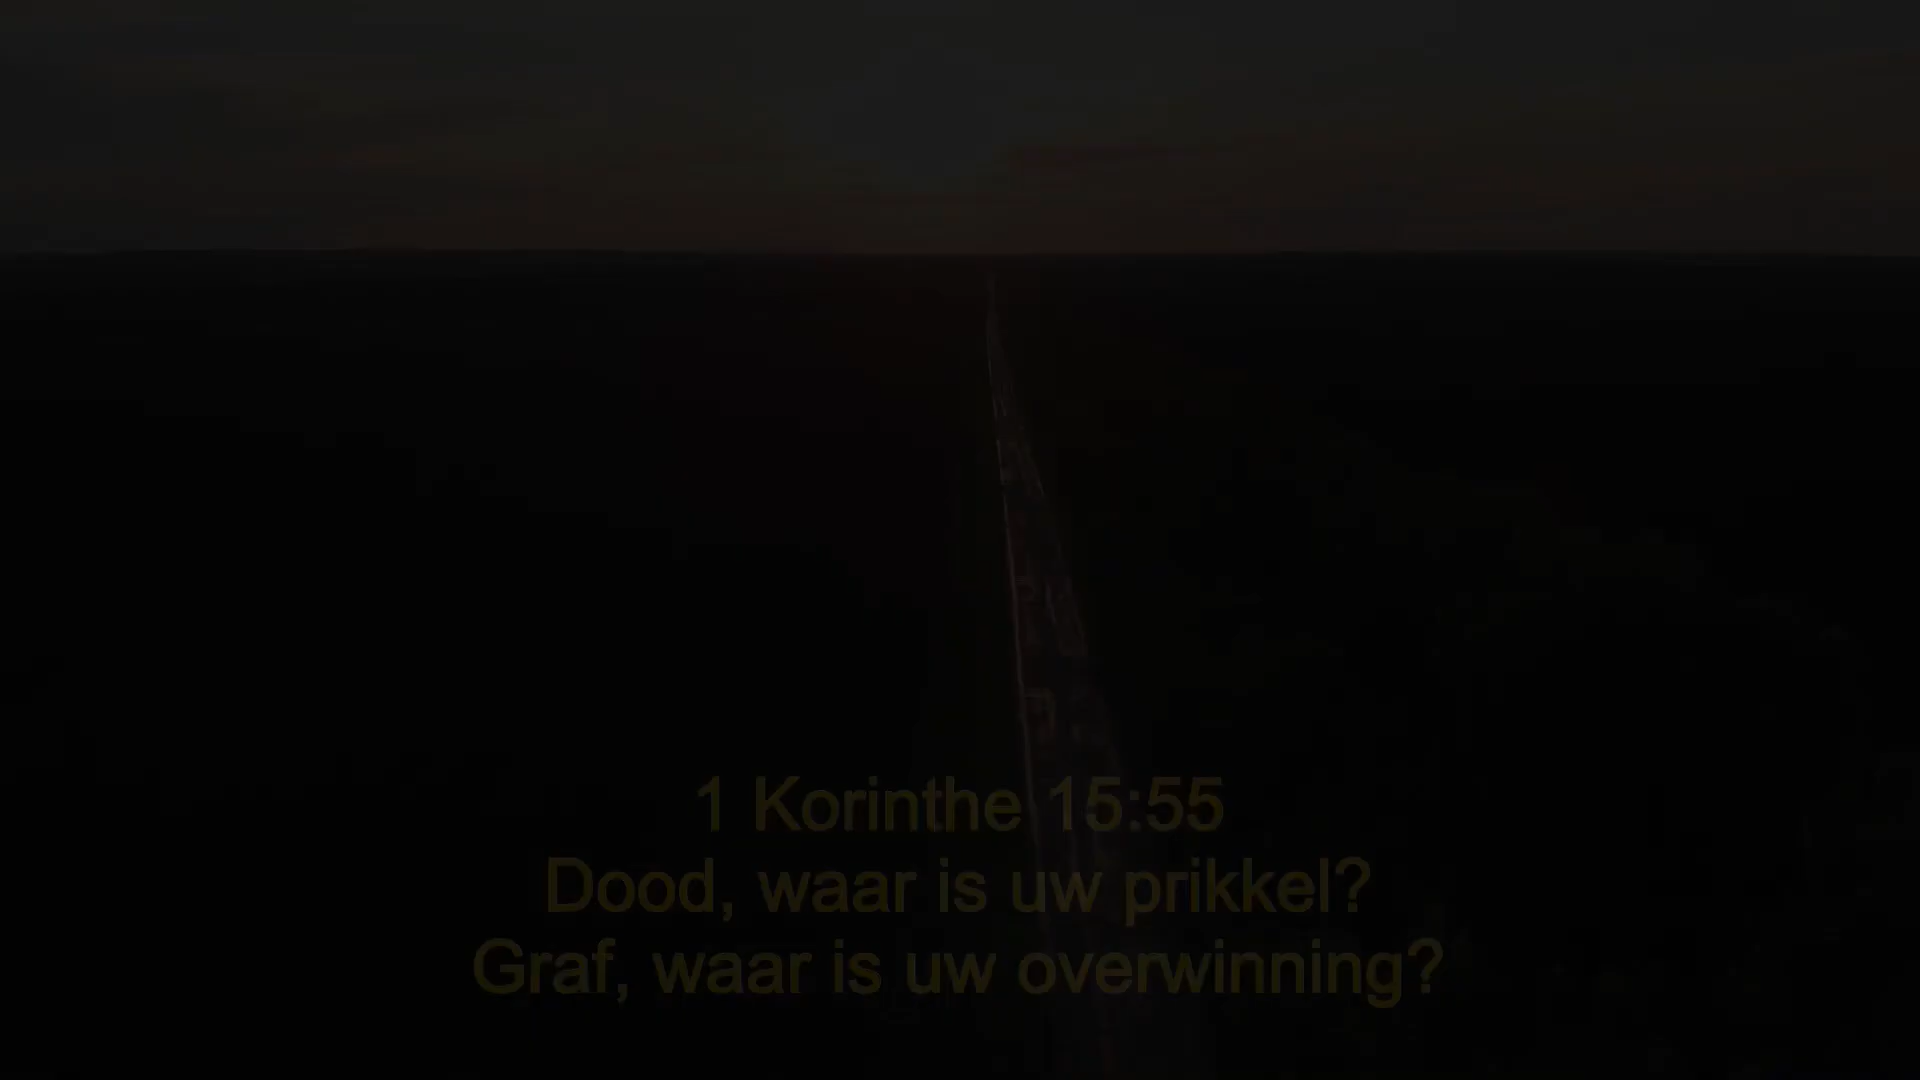 1 Korinthe 15:55
Dood, waar is uw prikkel?
Graf, waar is uw overwinning?